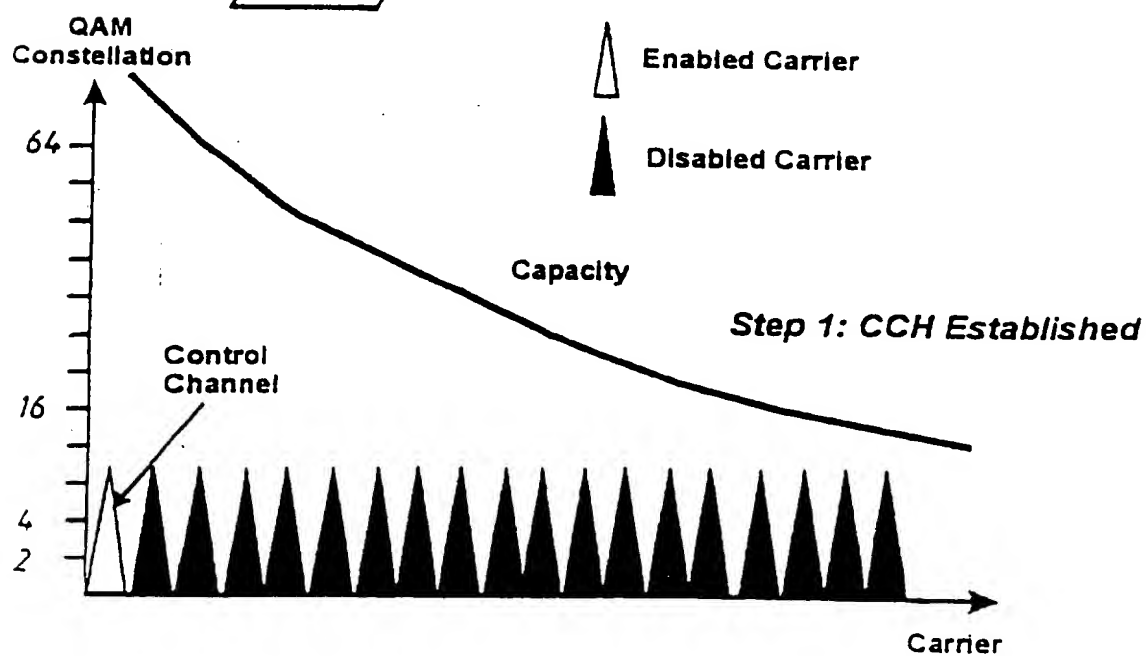 QAM
Constellation
Enabled Carrier
64
Disabled Carrier
Capacity
Step 1: CCH Established
Control
Channel
16
4
2
Carrier